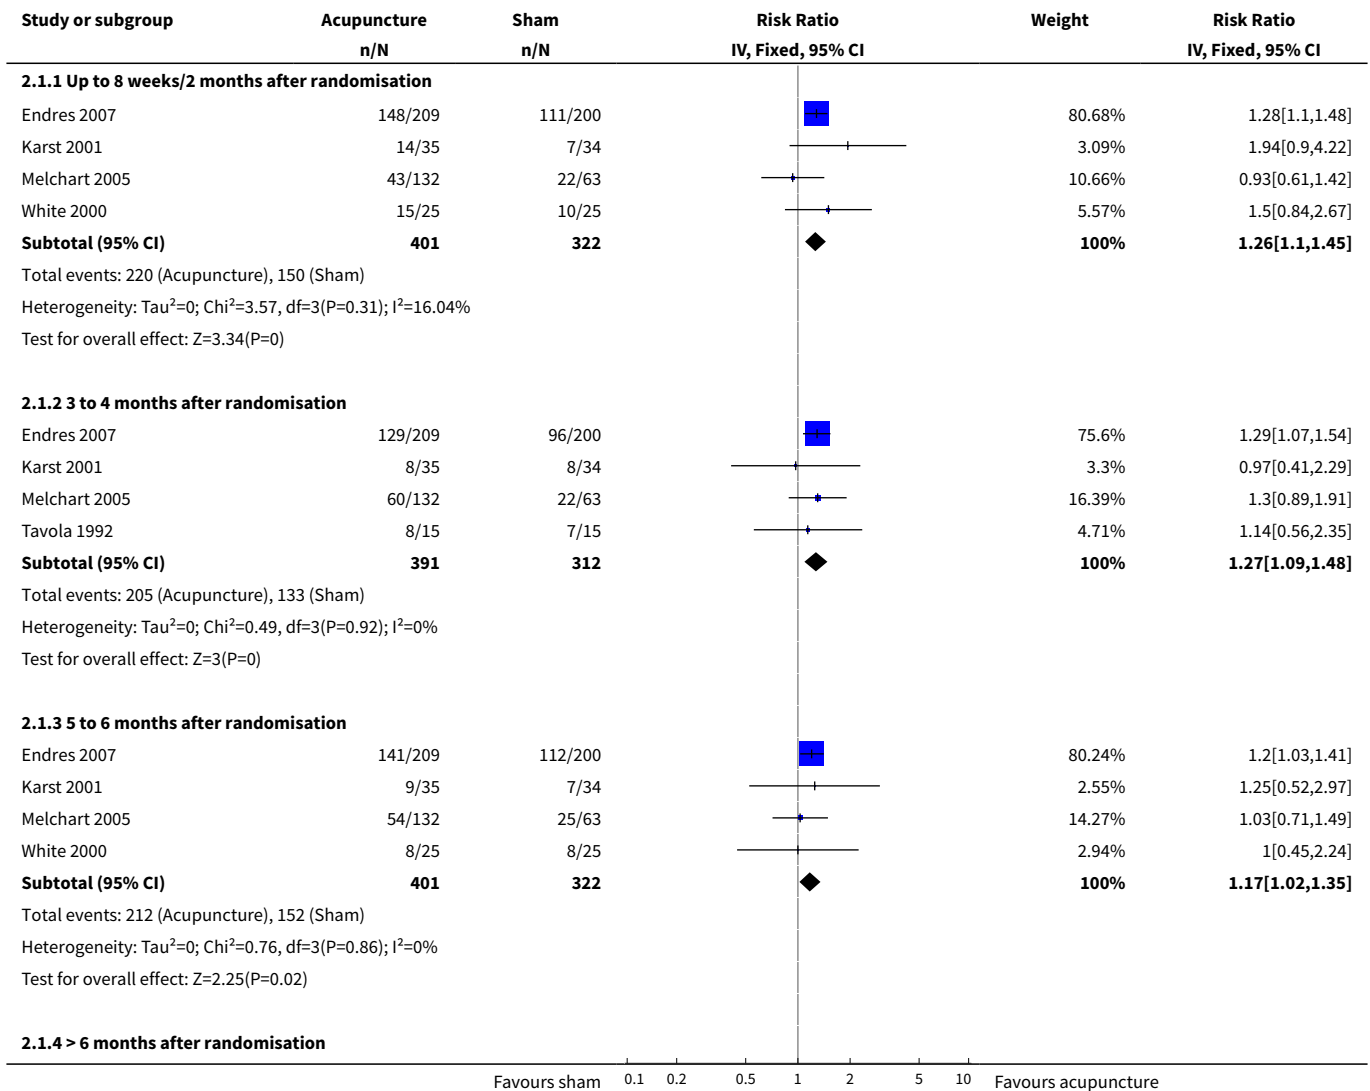 Study or subgroup Acupuncture Sham Risk Ratio Weight Risk Ratio
n/N n/N IV, Fixed, 95% CI IV, Fixed, 95% CI
2.1.1 Up to 8 weeks/2 months after randomisation
Endres 2007 148/209 111/200 80.68% 1.28[1.1,1.48]
Karst 2001 14/35 7/34 3.09% 1.94[0.9,4.22]
Melchart 2005 43/132 22/63 10.66% 0.93[0.61,1.42]
White 2000 15/25 10/25 5.57% 1.5[0.84,2.67]
Subtotal (95% CI) 401 322 100% 1.26[1.1,1.45]
Total events: 220 (Acupuncture), 150 (Sham)
Heterogeneity: Tau²=0; Chi²=3.57, df=3(P=0.31); I²=16.04%
Test for overall effect: Z=3.34(P=0)
2.1.2 3 to 4 months after randomisation
Endres 2007 129/209 96/200 75.6% 1.29[1.07,1.54]
Karst 2001 8/35 8/34 3.3% 0.97[0.41,2.29]
Melchart 2005 60/132 22/63 16.39% 1.3[0.89,1.91]
Tavola 1992 8/15 7/15 4.71% 1.14[0.56,2.35]
Subtotal (95% CI) 391 312 100% 1.27[1.09,1.48]
Total events: 205 (Acupuncture), 133 (Sham)
Heterogeneity: Tau²=0; Chi²=0.49, df=3(P=0.92); I²=0%
Test for overall effect: Z=3(P=0)
2.1.3 5 to 6 months after randomisation
Endres 2007 141/209 112/200 80.24% 1.2[1.03,1.41]
Karst 2001 9/35 7/34 2.55% 1.25[0.52,2.97]
Melchart 2005 54/132 25/63 14.27% 1.03[0.71,1.49]
White 2000 8/25 8/25 2.94% 1[0.45,2.24]
Subtotal (95% CI) 401 322 100% 1.17[1.02,1.35]
Total events: 212 (Acupuncture), 152 (Sham)
Heterogeneity: Tau²=0; Chi²=0.76, df=3(P=0.86); I²=0%
Test for overall effect: Z=2.25(P=0.02)
2.1.4 > 6 months after randomisation
Favours sham 0.1 0.2 0.5 1 2 5 10 Favours acupuncture